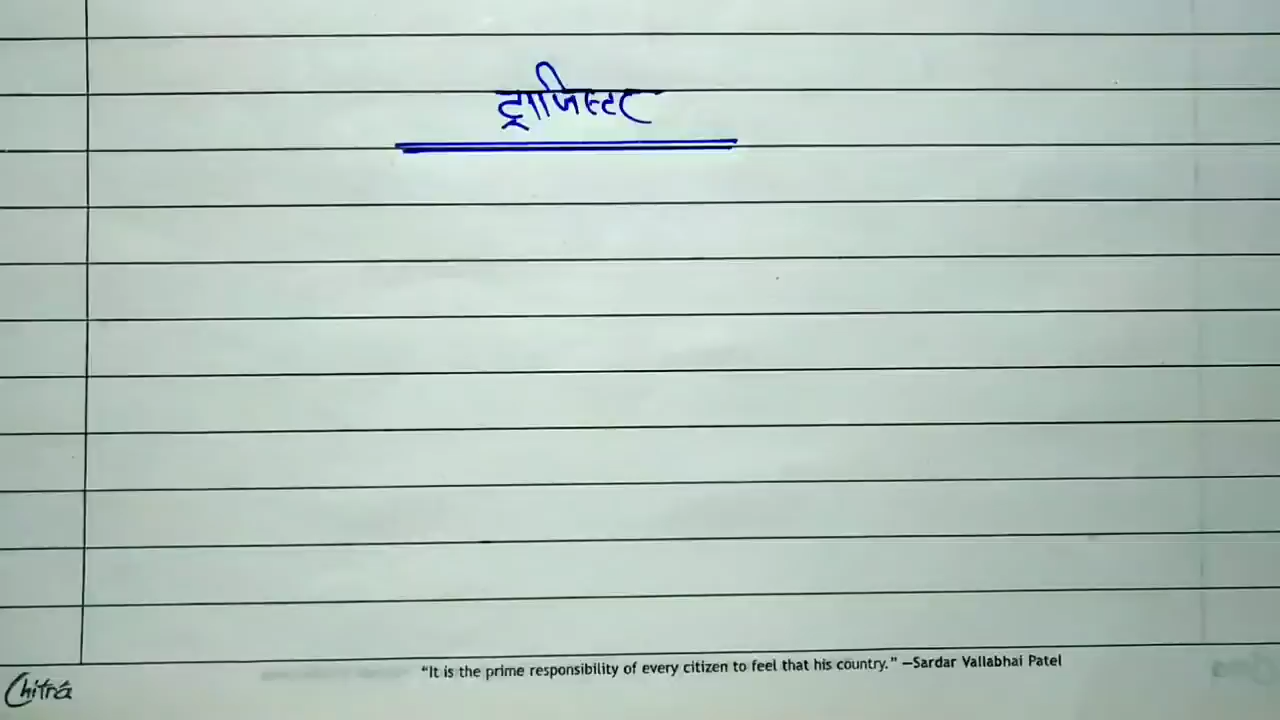 ट्राजिस्टर
"It is the prime responsibility of every citizen to feel that his country." —Sardar Vallabhai Patel
Chitra